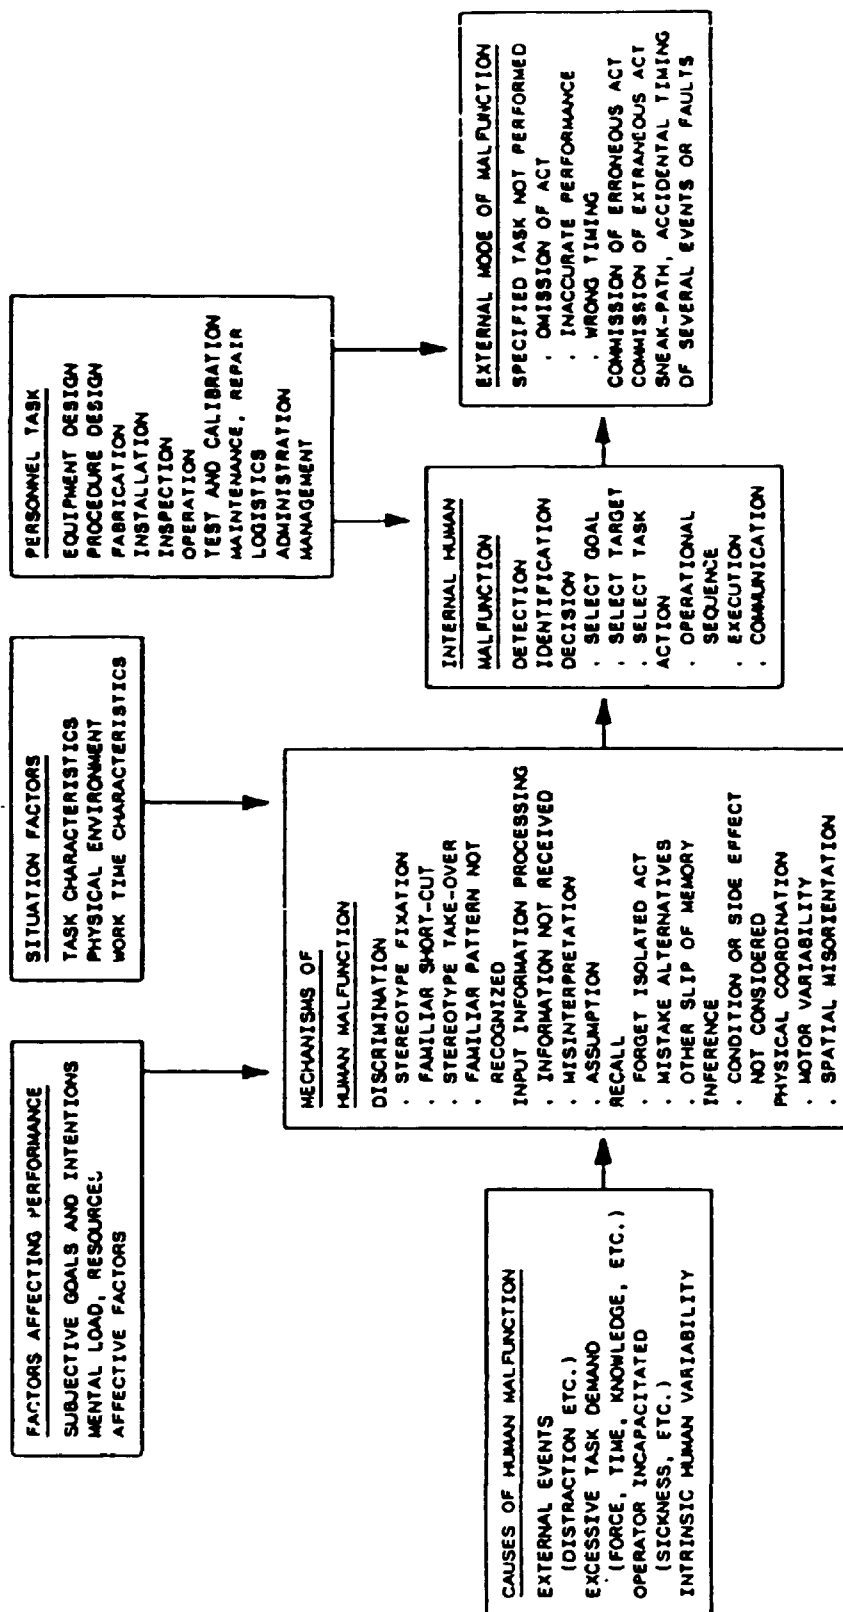 FACTORS AFFECTING PERFORMANCE
SUBJECTIVE GOALS AND INTENTIONS
MENTAL LOAD, RESOURCES
AFFECTIVE FACTORS
SITUATION FACTORS
TASK CHARACTERISTICS
PHYSICAL ENVIRONMENT
WORK TIME CHARACTERISTICS
PERSONNEL TASK
EQUIPMENT DESIGN
PROCEDURE DESIGN
FABRICATION
INSTALLATION
INSPECTION
OPERATION
TEST AND CALIBRATION
MAINTENANCE, REPAIR
LOGISTICS
ADMINISTRATION
MANAGEMENT
CAUSES OF HUMAN MALFUNCTION
EXTERNAL EVENTS
(DISTRACTION ETC.)
EXCESSIVE TASK DEMAND
(FORCE, TIME, KNOWLEDGE, ETC.)
OPERATOR INCAPACITATED
(SICKNESS, ETC.)
INTRINSIC HUMAN VARIABILITY
MECHANISMS OF
HUMAN MALFUNCTION
DISCRIMINATION
. STEREOTYPE FIXATION
. FAMILIAR SHORT-CUT
. STEREOTYPE TAKE-OVER
. FAMILIAR PATTERN NOT
RECOGNIZED
INPUT INFORMATION PROCESSING
. INFORMATION NOT RECEIVED
. MISINTERPRETATION
. ASSUMPTION
RECALL
. FORGET ISOLATED ACT
. MISTAKE ALTERNATIVES
. OTHER SLIP OF MEMORY
INFERENCE
. CONDITION OR SIDE EFFECT
NOT CONSIDERED
PHYSICAL COORDINATION
. MOTOR VARIABILITY
. SPATIAL MISORIENTATION
INTERNAL HUMAN
MALFUNCTION
DETECTION
IDENTIFICATION
DECISION
. SELECT GOAL
. SELECT TARGET
. SELECT TASK
ACTION
. OPERATIONAL
SEQUENCE
. EXECUTION
. COMMUNICATION
EXTERNAL MODE OF MALFUNCTION
SPECIFIED TASK NOT PERFORMED
. OMISSION OF ACT
. INACCURATE PERFORMANCE
. WRONG TIMING
COMMISSION OF ERRONEOUS ACT
COMMISSION OF EXTRANEOUS ACT
SNEAK-PATH, ACCIDENTAL TIMING
OF SEVERAL EVENTS OR FAULTS